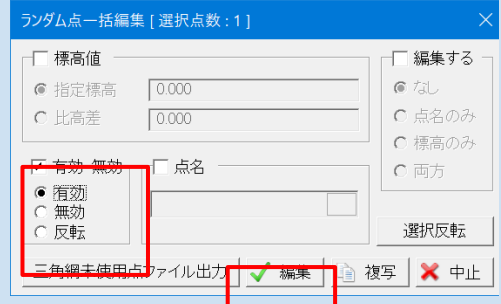 ランダム点一括編集 [ 選択点数 : 1 ]
標高値
指定標高 0.000
比高差 0.000
編集する
なし
点名のみ
標高のみ
両方
有効・無効
有効
無効
反転
点名
選択反転
三角網未使用点ファイル出力 編集 複写 中止